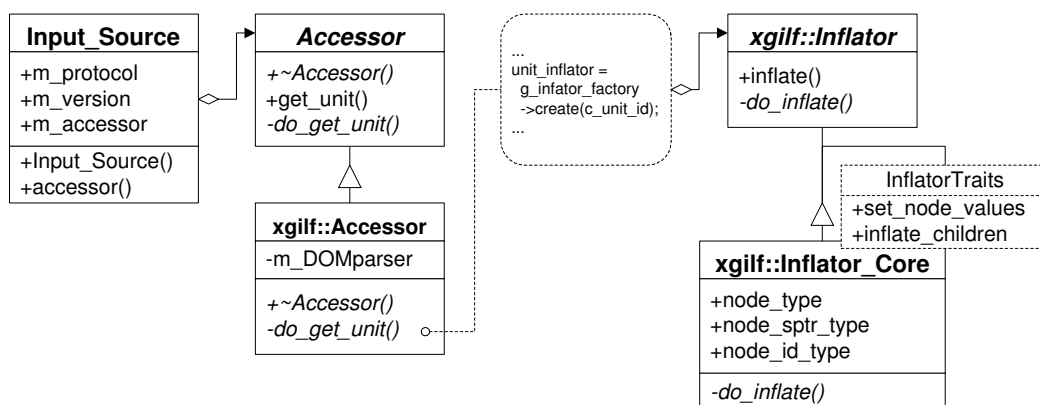 Input_Source
+m_protocol
+m_version
+m_accessor
+Input_Source()
+accessor()
Accessor
+~Accessor()
+get_unit()
-do_get_unit()
xgilf::Accessor
-m_DOMparser
+~Accessor()
-do_get_unit()
...
unit_inflator =
g_infator_factory
->create(c_unit_id);
...
xgilf::Inflator
+inflate()
-do_inflate()
InflatorTraits
+set_node_values
+inflate_children
xgilf::Inflator_Core
+node_type
+node_sptr_type
+node_id_type
-do_inflate()